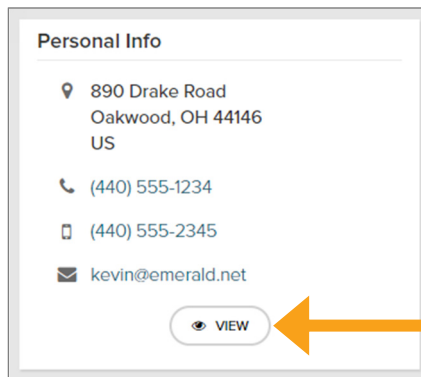 Personal Info
890 Drake Road
Oakwood, OH 44146
US
(440) 555-1234
(440) 555-2345
kevin@emerald.net
VIEW